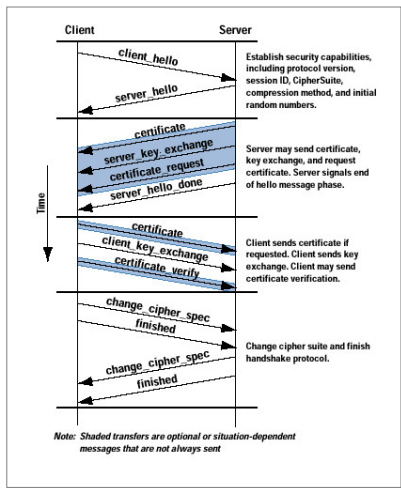 Client Server
client_hello
server_hello
Establish security capabilities,
including protocol version,
session ID, CipherSuite,
compression method, and initial
random numbers.
certificate
server_key_exchange
certificate_request
server_hello_done
Server may send certificate,
key exchange, and request
certificate. Server signals end
of hello message phase.
Time
certificate
client_key_exchange
certificate_verify
Client sends certificate if
requested. Client sends key
exchange. Client may send
certificate verification.
change_cipher_spec
finished
change_cipher_spec
finished
Change cipher suite and finish
handshake protocol.
Note: Shaded transfers are optional or situation-dependent
messages that are not always sent